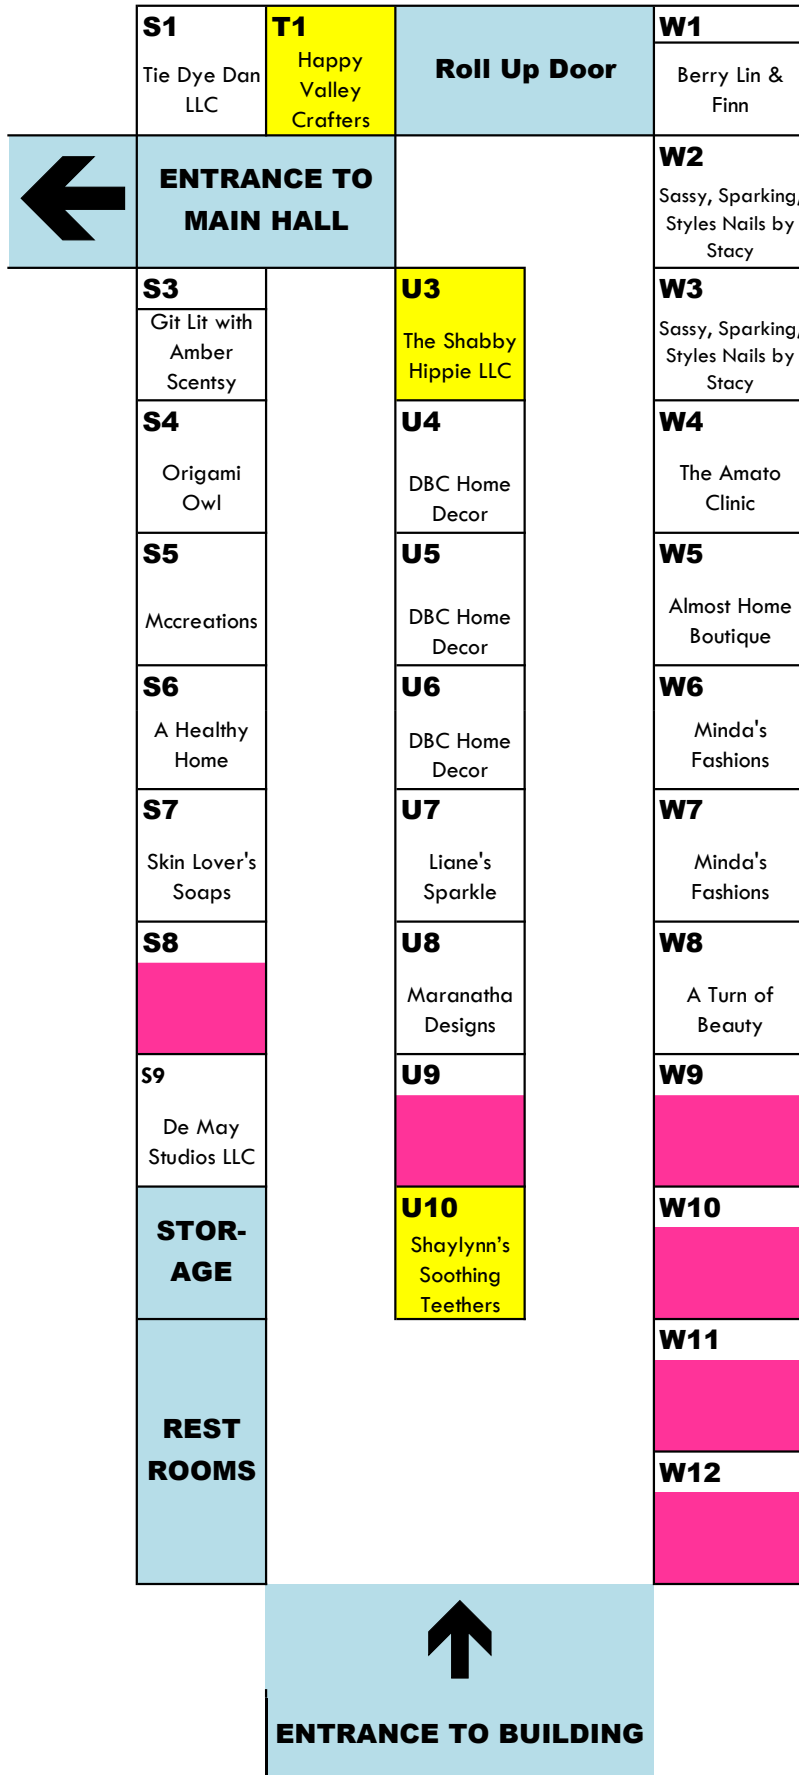 S1
Tie Dye Dan
LLC
T1
Happy
Valley
Crafters
Roll Up Door
W1
Berry Lin &
Finn
ENTRANCE TO
MAIN HALL
W2
Sassy, Sparking,
Styles Nails by
Stacy
S3
Git Lit with
Amber
Scentsy
U3
The Shabby
Hippie LLC
W3
Sassy, Sparking,
Styles Nails by
Stacy
S4
Origami
Owl
U4
DBC Home
Decor
W4
The Amato
Clinic
S5
Mccreations
U5
DBC Home
Decor
W5
Almost Home
Boutique
S6
A Healthy
Home
U6
DBC Home
Decor
W6
Minda's
Fashions
S7
Skin Lover's
Soaps
U7
Liane's
Sparkle
W7
Minda's
Fashions
S8
U8
Maranatha
Designs
W8
A Turn of
Beauty
S9
De May
Studios LLC
U9
W9
STOR-
AGE
U10
Shaylynn’s
Soothing
Teethers
W10
REST
ROOMS
W11
W12
ENTRANCE TO BUILDING